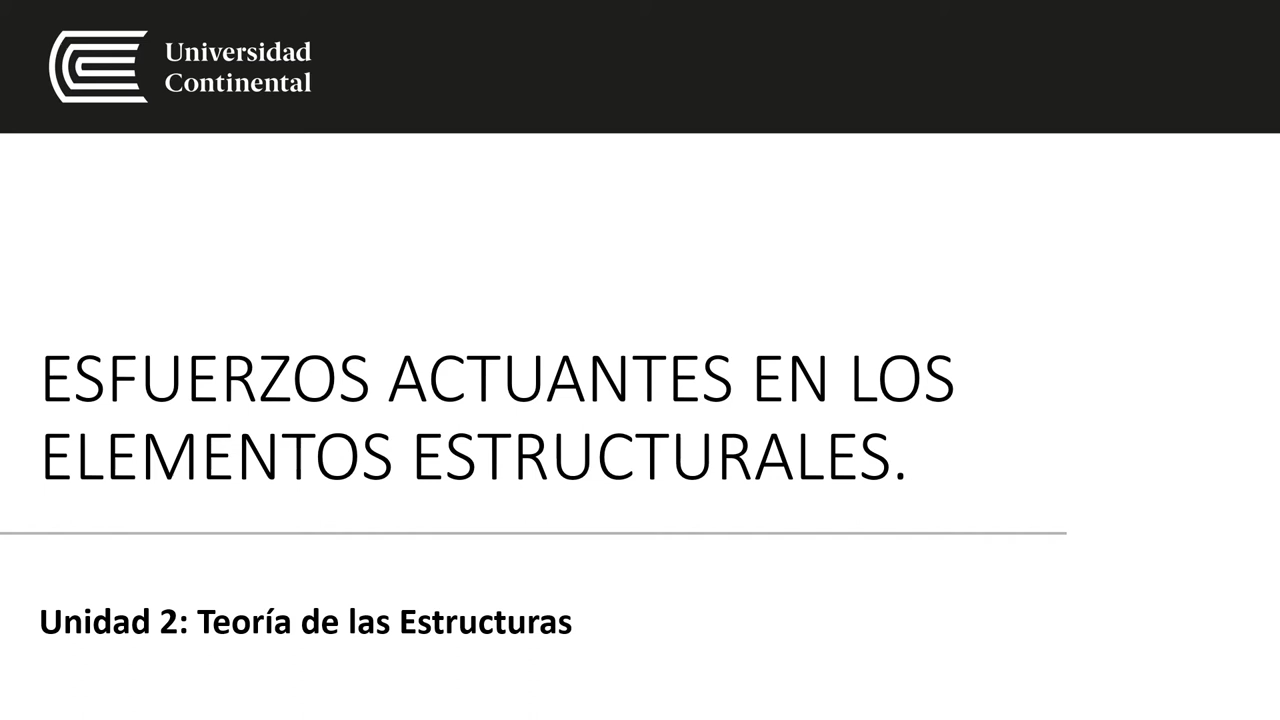 Universidad
Continental
ESFUERZOS ACTUANTES EN LOS
ELEMENTOS ESTRUCTURALES.
Unidad 2: Teoría de las Estructuras